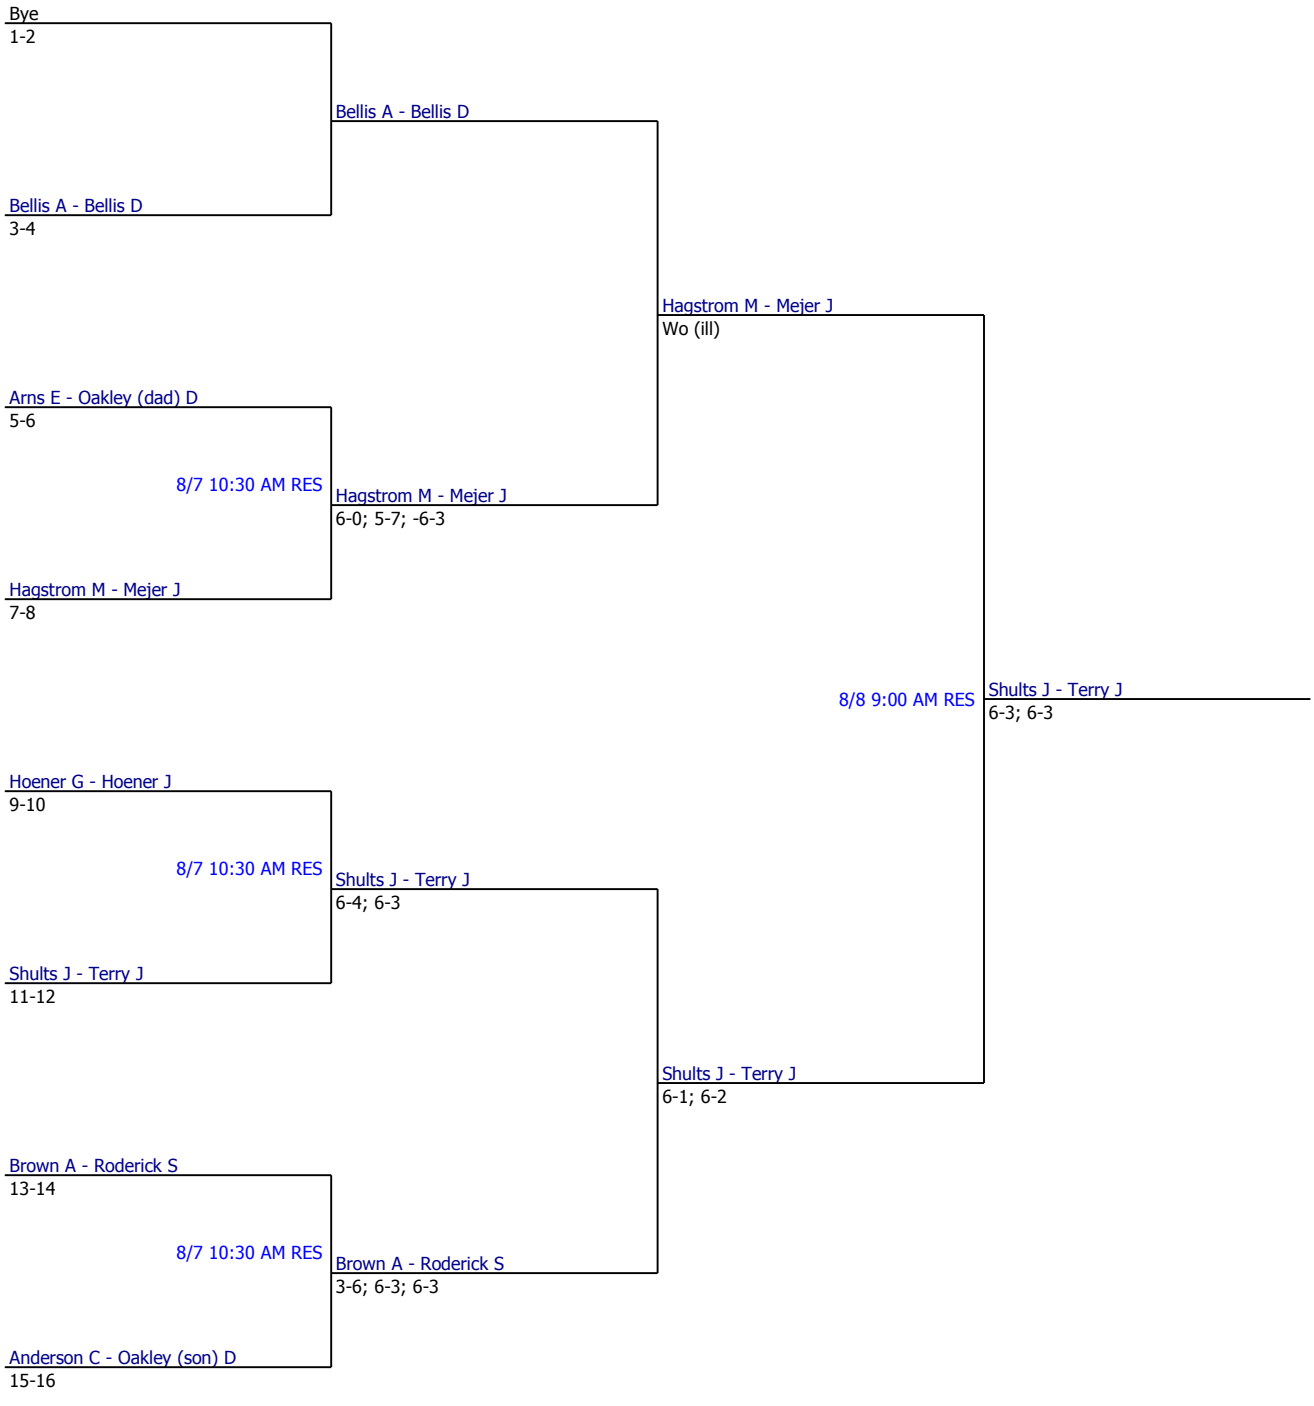 Bye
1-2
Bellis A - Bellis D
Bellis A - Bellis D
3-4
Hagstrom M - Mejer J
Wo (ill)
Arns E - Oakley (dad) D
5-6
8/7 10:30 AM RES
Hagstrom M - Mejer J
6-0; 5-7; -6-3
Hagstrom M - Mejer J
7-8
8/8 9:00 AM RES
Shults J - Terry J
6-3; 6-3
Hoener G - Hoener J
9-10
8/7 10:30 AM RES
Shults J - Terry J
6-4; 6-3
Shults J - Terry J
11-12
Shults J - Terry J
6-1; 6-2
Brown A - Roderick S
13-14
8/7 10:30 AM RES
Brown A - Roderick S
3-6; 6-3; 6-3
Anderson C - Oakley (son) D
15-16